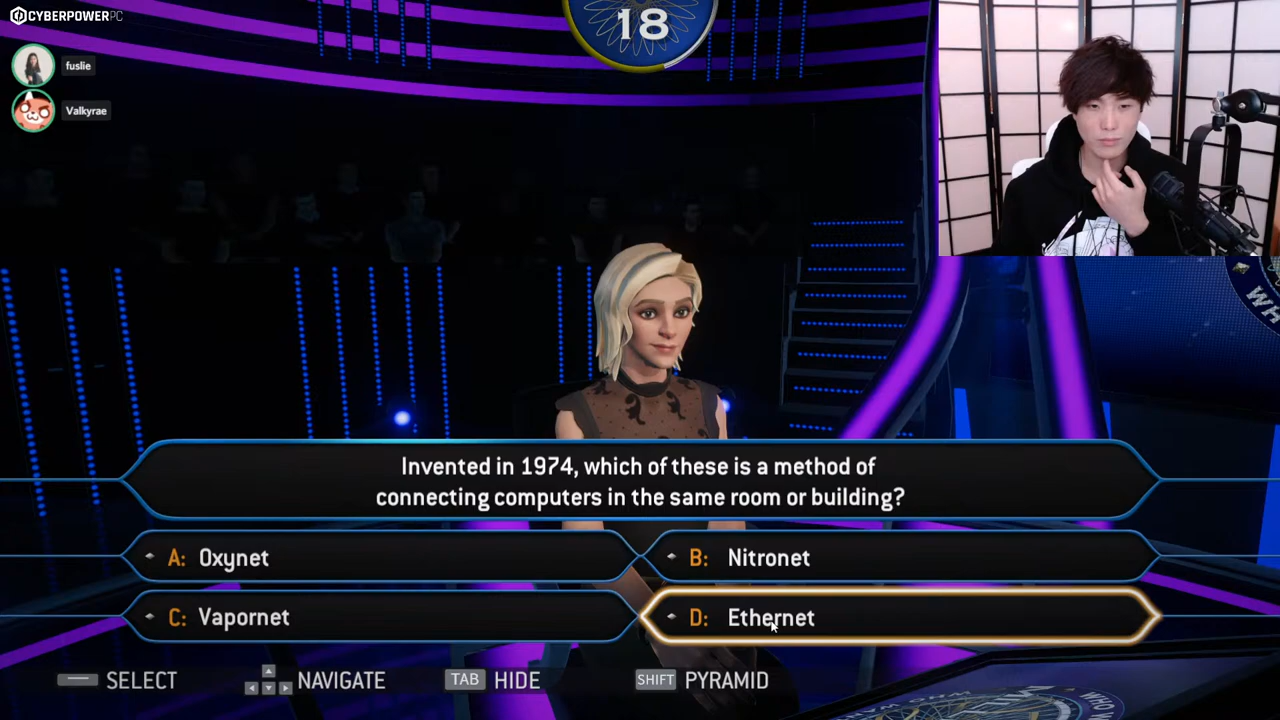 CYBERPOWERPC
18
fuslie
Valkyrae
WH
Invented in 1974, which of these is a method of
connecting computers in the same room or building?
A: Oxynet
B: Nitronet
C: Vapornet
D: Ethernet
SELECT
NAVIGATE
TAB HIDE
SHIFT PYRAMID